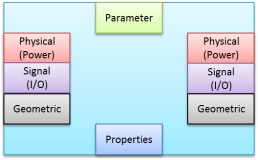 Parameter
Physical
(Power)
Signal
(I/O)
Geometric
Physical
(Power)
Signal
(I/O)
Geometric
Properties